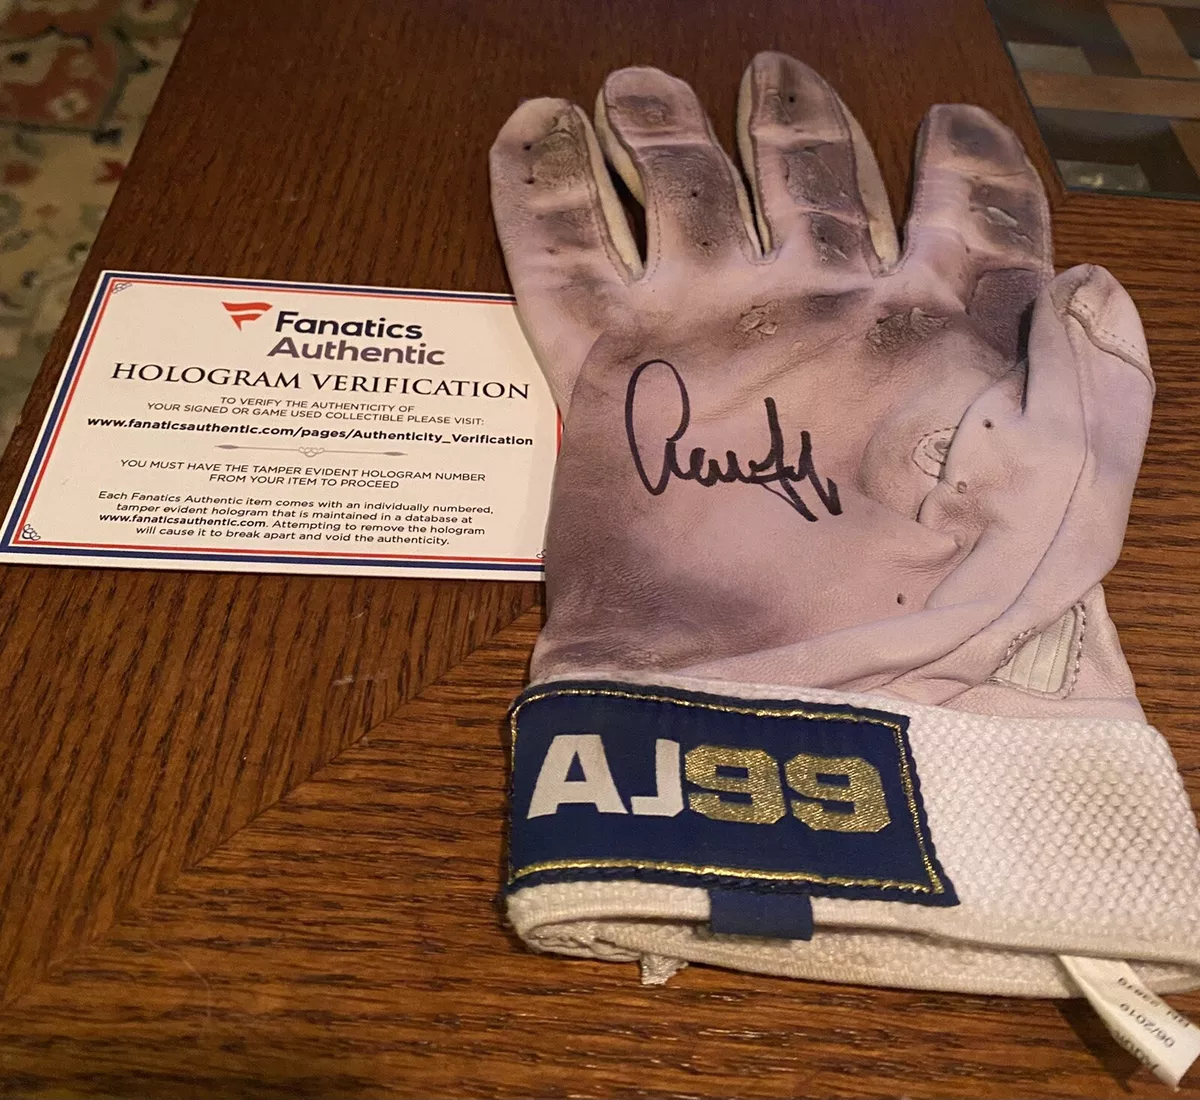 Fanatics
Authentic
HOLOGRAM VERIFICATION
TO VERIFY THE AUTHENTICITY OF
YOUR SIGNED OR GAME USED COLLECTIBLE PLEASE VISIT:
www.fanaticsauthentic.com/pages/Authenticity_Verification
YOU MUST HAVE THE TAMPER EVIDENT HOLOGRAM NUMBER
FROM YOUR ITEM TO PROCEED
Each Fanatics Authentic item comes with an individually numbered,
tamper evident hologram that is maintained in a database at
www.fanaticsauthentic.com. Attempting to remove the hologram
will cause it to break apart and void the authenticity.
AJ99
06/2019